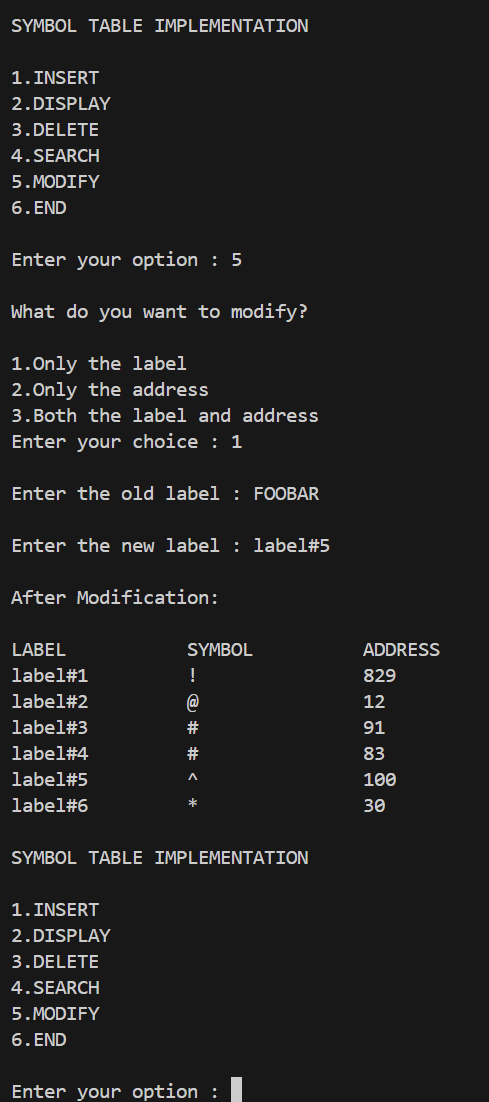 SYMBOL TABLE IMPLEMENTATION
1.INSERT
2.DISPLAY
3.DELETE
4.SEARCH
5.MODIFY
6.END
Enter your option : 5
What do you want to modify?
1.Only the label
2.Only the address
3.Both the label and address
Enter your choice : 1
Enter the old label : FOOBAR
Enter the new label : label#5
After Modification:
LABEL SYMBOL ADDRESS
label#1 ! 829
label#2 @ 12
label#3 # 91
label#4 # 83
label#5 ^ 100
label#6 * 30
SYMBOL TABLE IMPLEMENTATION
1.INSERT
2.DISPLAY
3.DELETE
4.SEARCH
5.MODIFY
6.END
Enter your option :